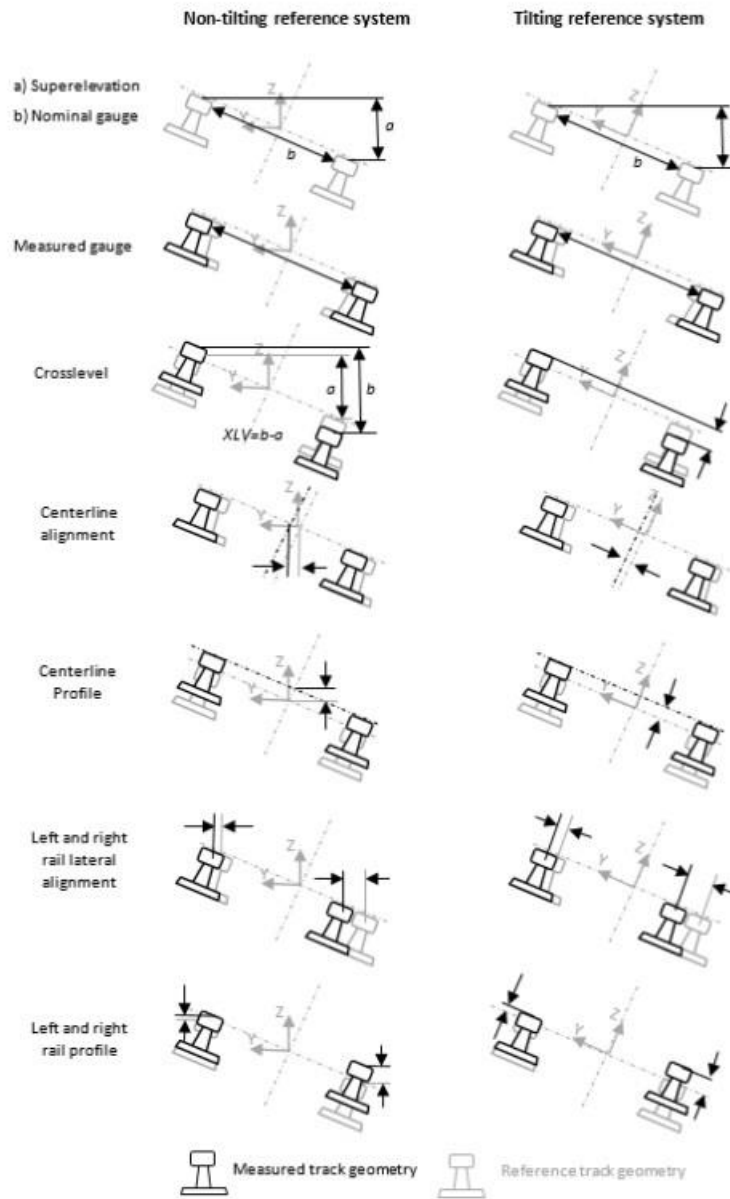 Non-tilting reference system
Tilting reference system
a) Superelevation
b) Nominal gauge
Z
Y
a
b
Z
Y
b
Measured gauge
Z
Y
Z
Y
Crosslevel
Z
Y
a
b
XLV=b-a
Z
Y
Centerline
alignment
Z
Y
Z
Y
Centerline
Profile
Z
Y
Z
Y
Left and right
rail lateral
alignment
Z
Y
Z
Y
Left and right
rail profile
Z
Y
Z
Y
Measured track geometry
Reference track geometry